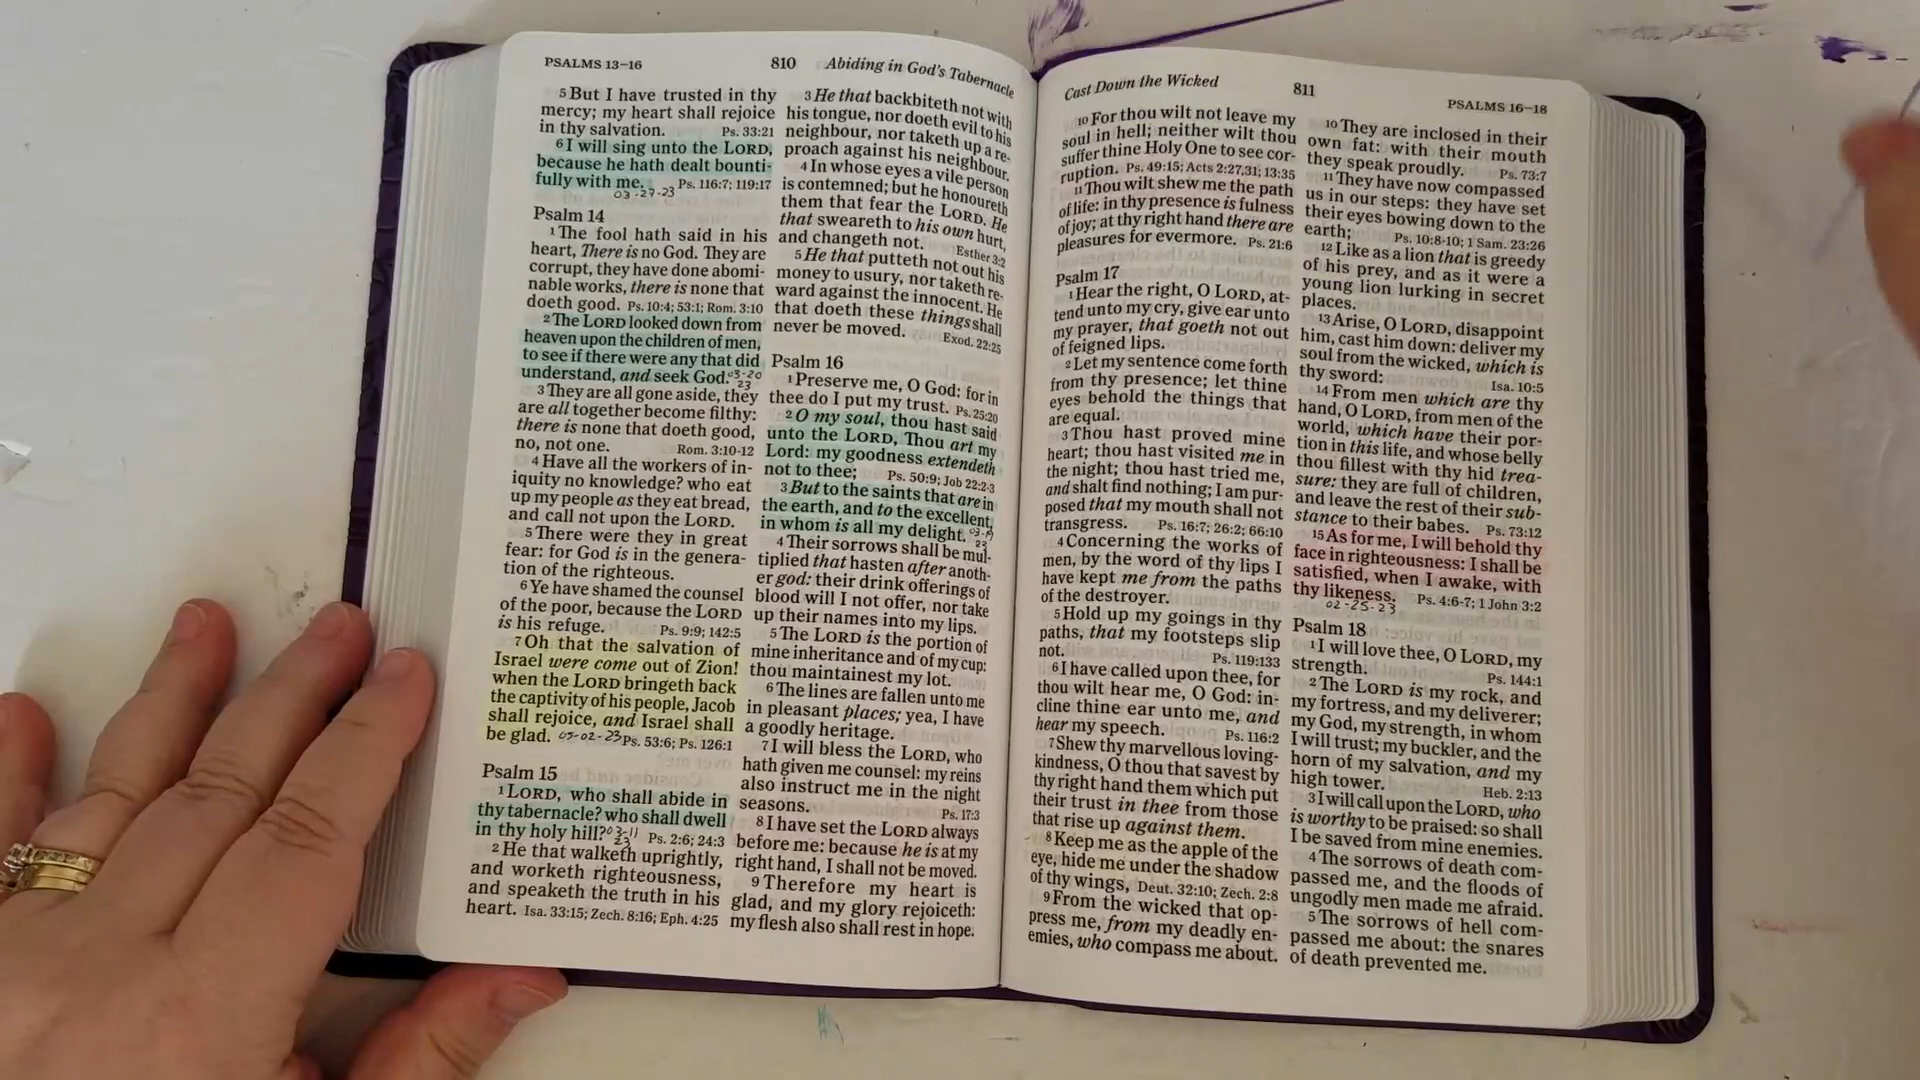 PSALMS 13–16 810 Abiding in God's Tabernacle
5 But I have trusted in thy
mercy; my heart shall rejoice
in thy salvation. Ps. 33:21
6 I will sing unto the LORD,
because he hath dealt bounti-
fully with me. Ps. 116:7; 119:17
03-27-23
Psalm 14
1 The fool hath said in his
heart, There is no God. They are
corrupt, they have done abomi-
nable works, there is none that
doeth good. Ps. 10:4; 53:1; Rom. 3:10
2 The LORD looked down from
heaven upon the children of men,
to see if there were any that did
understand, and seek God. 03-20
23
3 They are all gone aside, they
are all together become filthy:
there is none that doeth good,
no, not one. Rom. 3:10-12
4 Have all the workers of in-
iquity no knowledge? who eat
up my people as they eat bread,
and call not upon the LORD.
5 There were they in great
fear: for God is in the genera-
tion of the righteous.
6 Ye have shamed the counsel
of the poor, because the LORD
is his refuge. Ps. 9:9; 142:5
7 Oh that the salvation of
Israel were come out of Zion!
when the LORD bringeth back
the captivity of his people, Jacob
shall rejoice, and Israel shall
be glad. 05-02-23 Ps. 53:6; Ps. 126:1
Psalm 15
1 LORD, who shall abide in
thy tabernacle? who shall dwell
in thy holy hill? 03-11 Ps. 2:6; 24:3
23
2 He that walketh uprightly,
and worketh righteousness,
and speaketh the truth in his
heart. Isa. 33:15; Zech. 8:16; Eph. 4:25
3 He that backbiteth not with
his tongue, nor doeth evil to his
neighbour, nor taketh up a re-
proach against his neighbour.
4 In whose eyes a vile person
is contemned; but he honoureth
them that fear the LORD. He
that sweareth to his own hurt,
and changeth not. Esther 3:2
5 He that putteth not out his
money to usury, nor taketh re-
ward against the innocent. He
that doeth these things shall
never be moved. Exod. 22:25
Psalm 16
1 Preserve me, O God: for in
thee do I put my trust. Ps. 25:20
2 O my soul, thou hast said
unto the LORD, Thou art my
Lord: my goodness extendeth
not to thee; Ps. 50:9; Job 22:2-3
3 But to the saints that are in
the earth, and to the excellent,
in whom is all my delight.
23
4 Their sorrows shall be mul-
tiplied that hasten after anoth-
er god: their drink offerings of
blood will I not offer, nor take
up their names into my lips.
5 The LORD is the portion of
mine inheritance and of my cup:
thou maintainest my lot.
6 The lines are fallen unto me
in pleasant places; yea, I have
a goodly heritage.
7 I will bless the LORD, who
hath given me counsel: my reins
also instruct me in the night
seasons. Ps. 17:3
8 I have set the LORD always
before me: because he is at my
right hand, I shall not be moved.
9 Therefore my heart is
glad, and my glory rejoiceth:
my flesh also shall rest in hope.
Cast Down the Wicked 811 PSALMS 16–18
10 For thou wilt not leave my
soul in hell; neither wilt thou
suffer thine Holy One to see cor-
ruption. Ps. 49:15; Acts 2:27,31; 13:35
11 Thou wilt shew me the path
of life: in thy presence is fulness
of joy; at thy right hand there are
pleasures for evermore. Ps. 21:6
Psalm 17
1 Hear the right, O LORD, at-
tend unto my cry, give ear unto
my prayer, that goeth not out
of feigned lips.
2 Let my sentence come forth
from thy presence; let thine
eyes behold the things that
are equal.
3 Thou hast proved mine
heart; thou hast visited me in
the night; thou hast tried me,
and shalt find nothing; I am pur-
posed that my mouth shall not
transgress. Ps. 16:7; 26:2; 66:10
4 Concerning the works of
men, by the word of thy lips I
have kept me from the paths
of the destroyer.
5 Hold up my goings in thy
paths, that my footsteps slip
not. Ps. 119:133
6 I have called upon thee, for
thou wilt hear me, O God: in-
cline thine ear unto me, and
hear my speech. Ps. 116:2
7 Shew thy marvellous loving-
kindness, O thou that savest by
thy right hand them which put
their trust in thee from those
that rise up against them.
8 Keep me as the apple of the
eye, hide me under the shadow
of thy wings, Deut. 32:10; Zech. 2:8
9 From the wicked that op-
press me, from my deadly en-
emies, who compass me about.
10 They are inclosed in their
own fat: with their mouth
they speak proudly. Ps. 73:7
11 They have now compassed
us in our steps: they have set
their eyes bowing down to the
earth; Ps. 10:8-10; 1 Sam. 23:26
12 Like as a lion that is greedy
of his prey, and as it were a
young lion lurking in secret
places.
13 Arise, O LORD, disappoint
him, cast him down: deliver my
soul from the wicked, which is
thy sword: Isa. 10:5
14 From men which are thy
hand, O LORD, from men of the
world, which have their por-
tion in this life, and whose belly
thou fillest with thy hid trea-
sure: they are full of children,
and leave the rest of their sub-
stance to their babes. Ps. 73:12
15 As for me, I will behold thy
face in righteousness: I shall be
satisfied, when I awake, with
thy likeness. Ps. 4:6-7; 1 John 3:2
02-25-23
Psalm 18
1 I will love thee, O LORD, my
strength. Ps. 144:1
2 The LORD is my rock, and
my fortress, and my deliverer;
my God, my strength, in whom
I will trust; my buckler, and the
horn of my salvation, and my
high tower. Heb. 2:13
3 I will call upon the LORD, who
is worthy to be praised: so shall
I be saved from mine enemies.
4 The sorrows of death com-
passed me, and the floods of
ungodly men made me afraid.
5 The sorrows of hell com-
passed me about: the snares
of death prevented me.